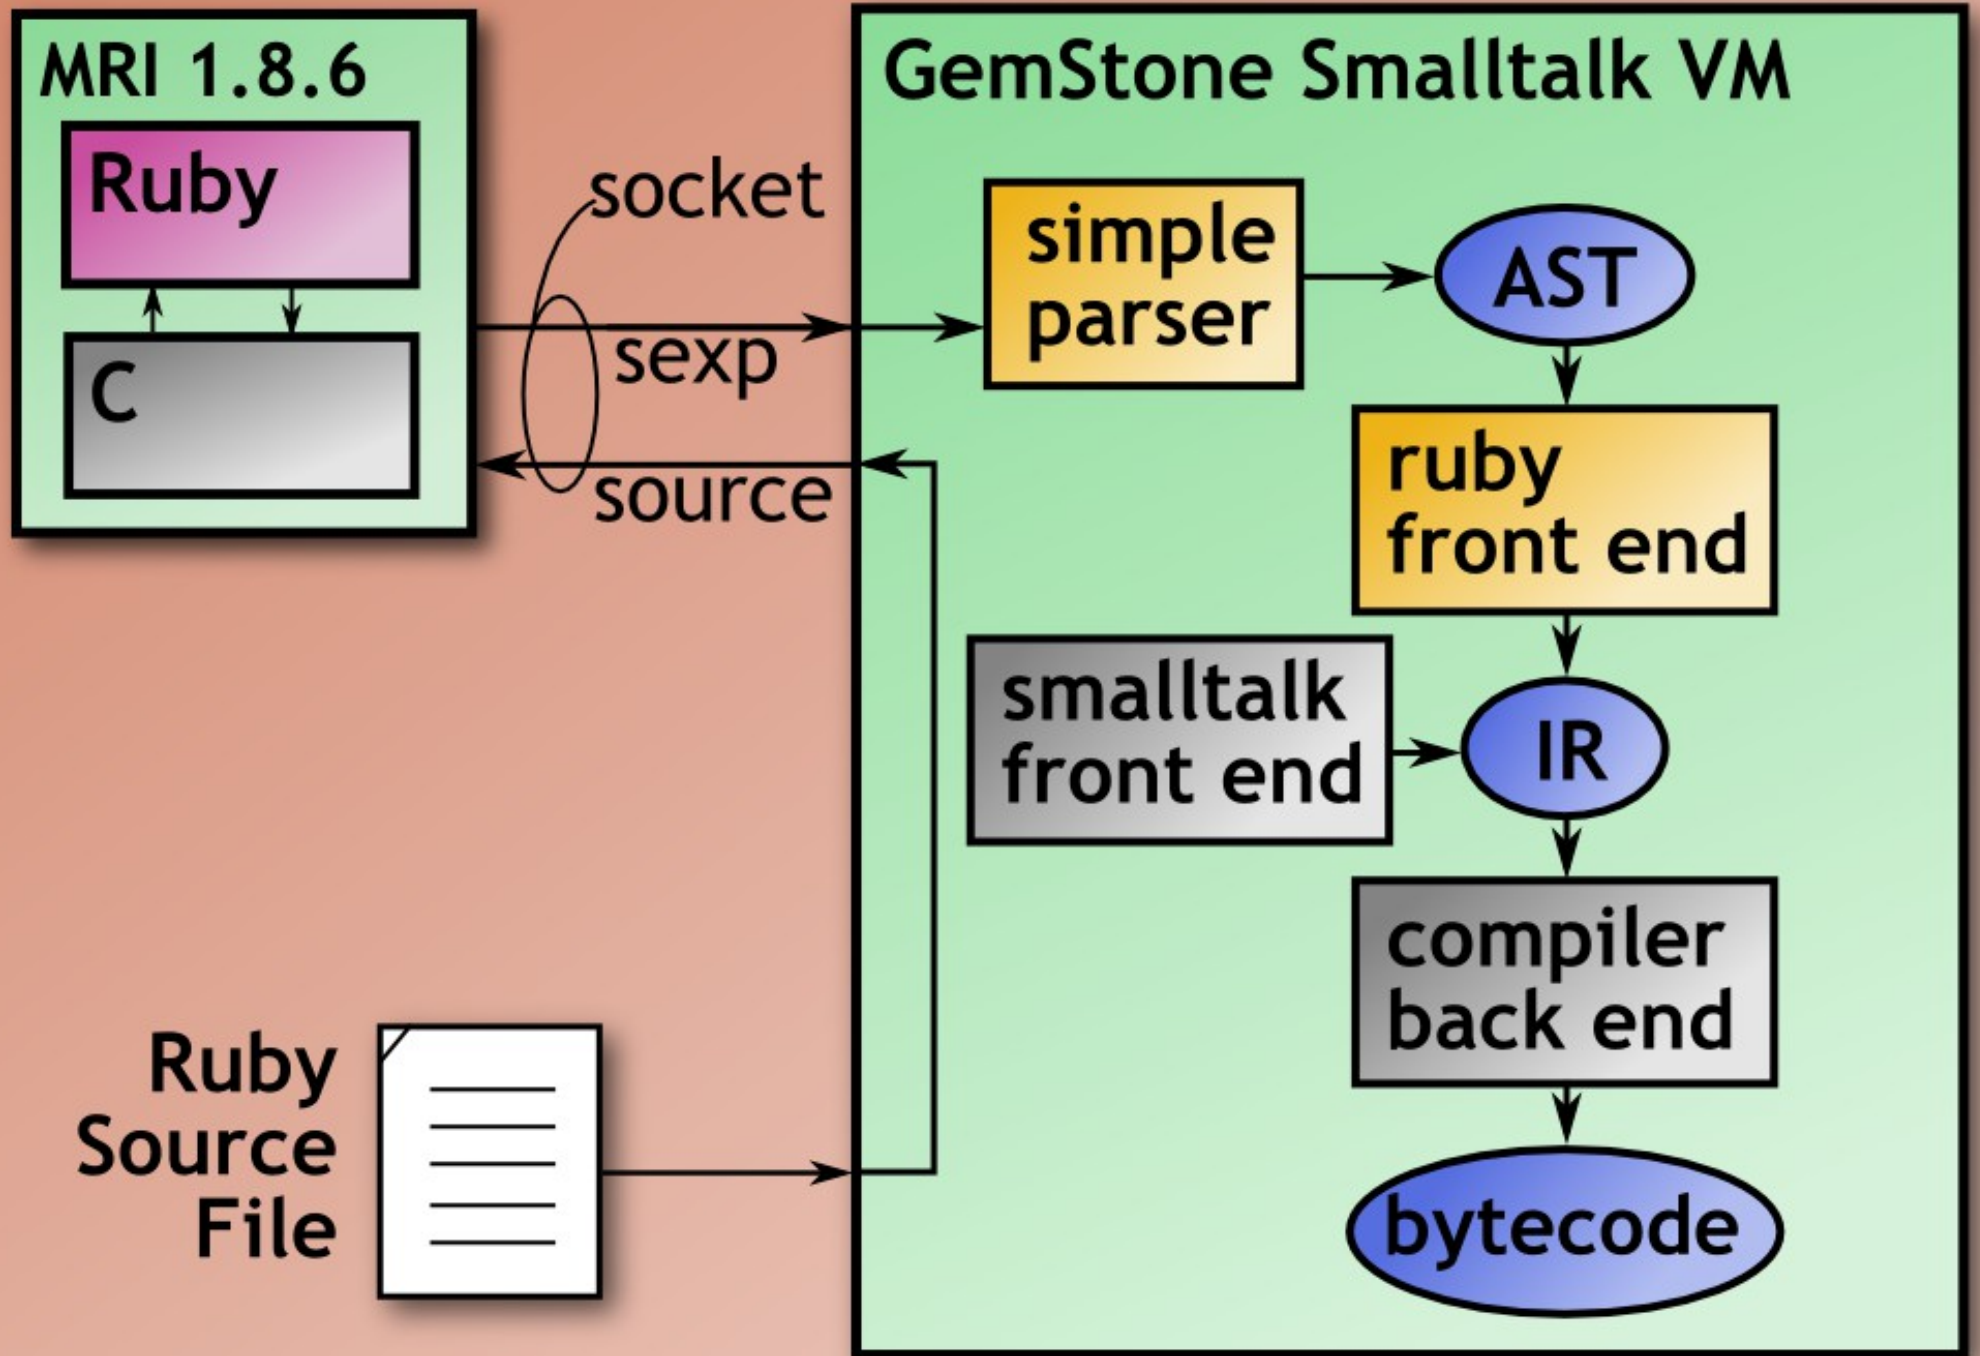 MRI 1.8.6
Ruby
C
socket
sexp
source
GemStone Smalltalk VM
simple
parser
AST
ruby
front end
smalltalk
front end
IR
compiler
back end
bytecode
Ruby
Source
File